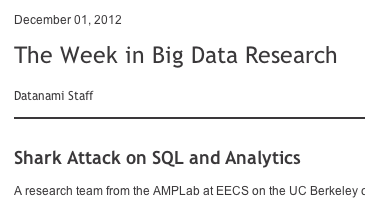 December 01, 2012
The Week in Big Data Research
Datanami Staff
Shark Attack on SQL and Analytics
A research team from the AMPLab at EECS on the UC Berkeley